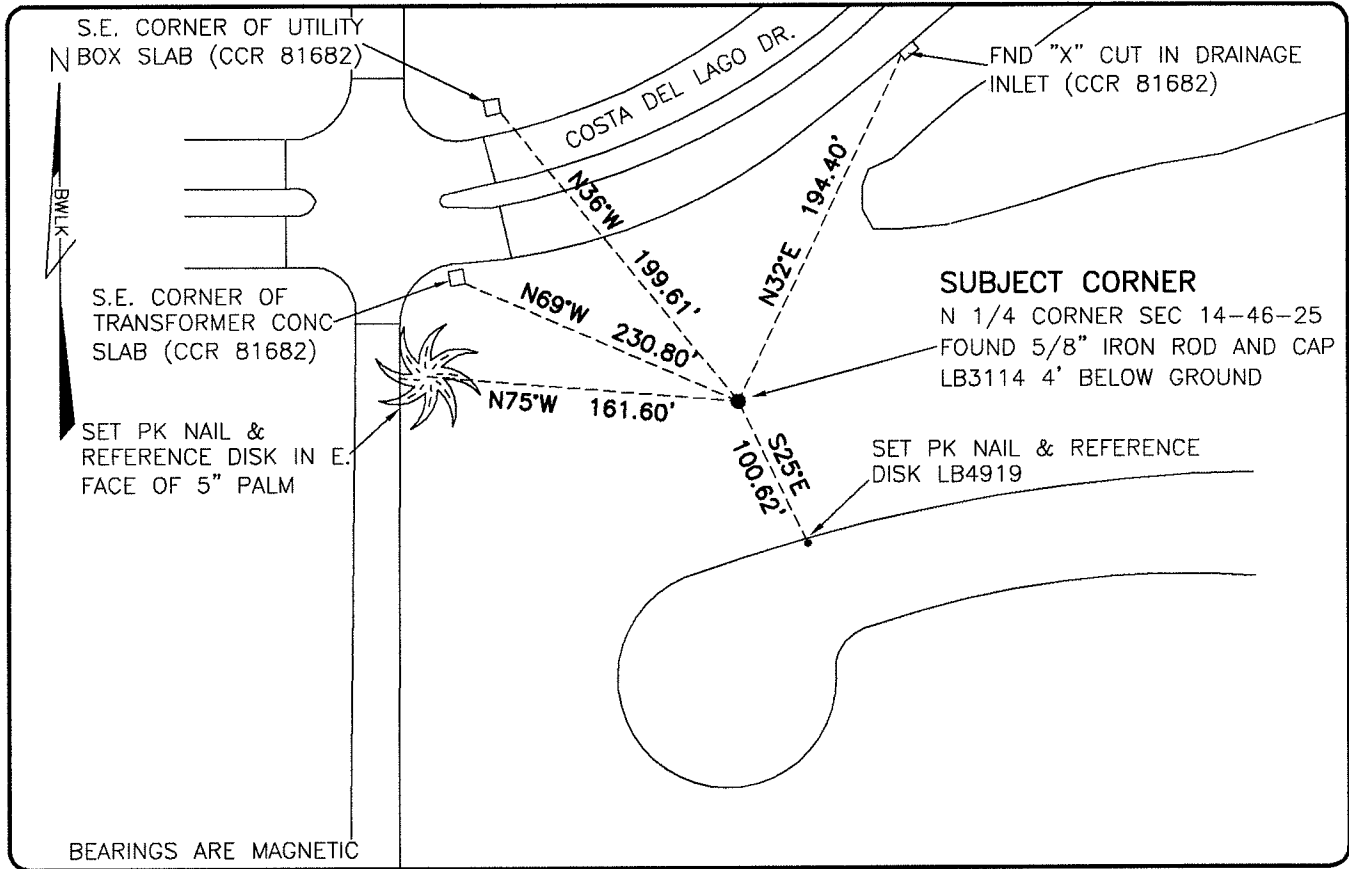 S.E. CORNER OF UTILITY
BOX SLAB (CCR 81682)
N
BWLK
COSTA DEL LAGO DR.
FND "X" CUT IN DRAINAGE
INLET (CCR 81682)
N36°W 199.61'
N32°E 194.40'
S.E. CORNER OF
TRANSFORMER CONC
SLAB (CCR 81682)
N69°W 230.80'
SUBJECT CORNER
N 1/4 CORNER SEC 14-46-25
FOUND 5/8" IRON ROD AND CAP
LB3114 4' BELOW GROUND
N75°W 161.60'
SET PK NAIL &
REFERENCE DISK IN E.
FACE OF 5" PALM
S25°E
100.62'
SET PK NAIL & REFERENCE
DISK LB4919
BEARINGS ARE MAGNETIC